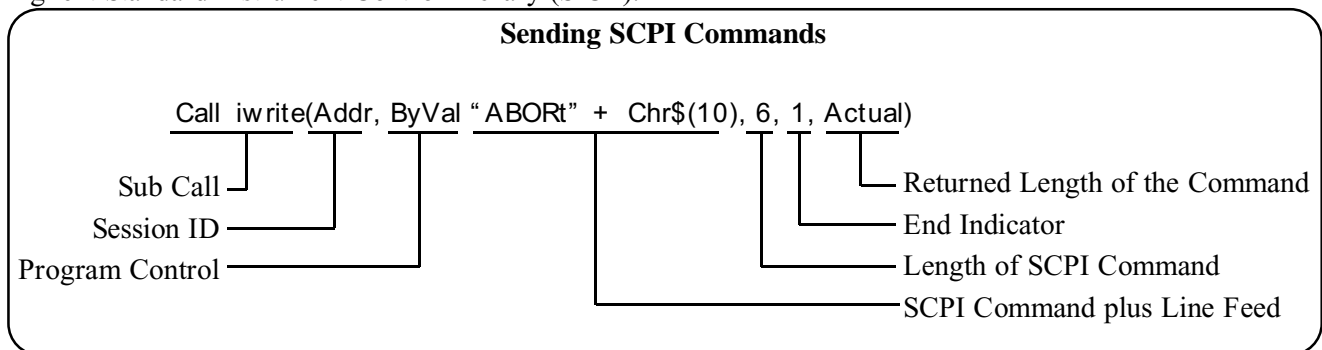 Sending SCPI Commands
Call iwrite(Addr, ByVal “ABORt” + Chr$(10), 6, 1, Actual)
Sub Call
Returned Length of the Command
Session ID
End Indicator
Program Control
Length of SCPI Command
SCPI Command plus Line Feed